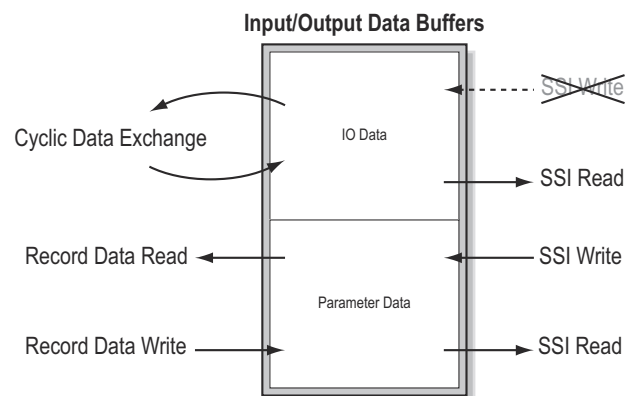 Input/Output Data Buffers
SSI Write
Cyclic Data Exchange
IO Data
SSI Read
Record Data Read
SSI Write
Parameter Data
Record Data Write
SSI Read